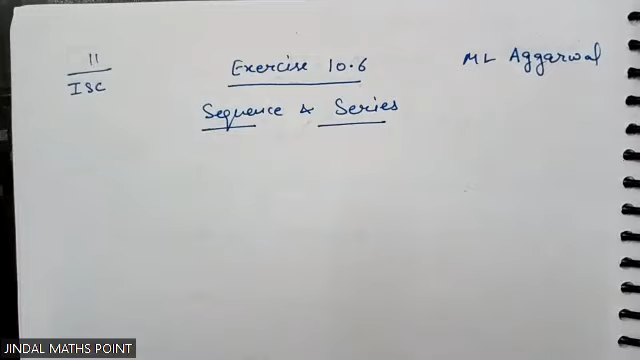 11
ISC
Exercise 10.6
ML Aggarwal
Sequence & Series
JINDAL MATHS POINT